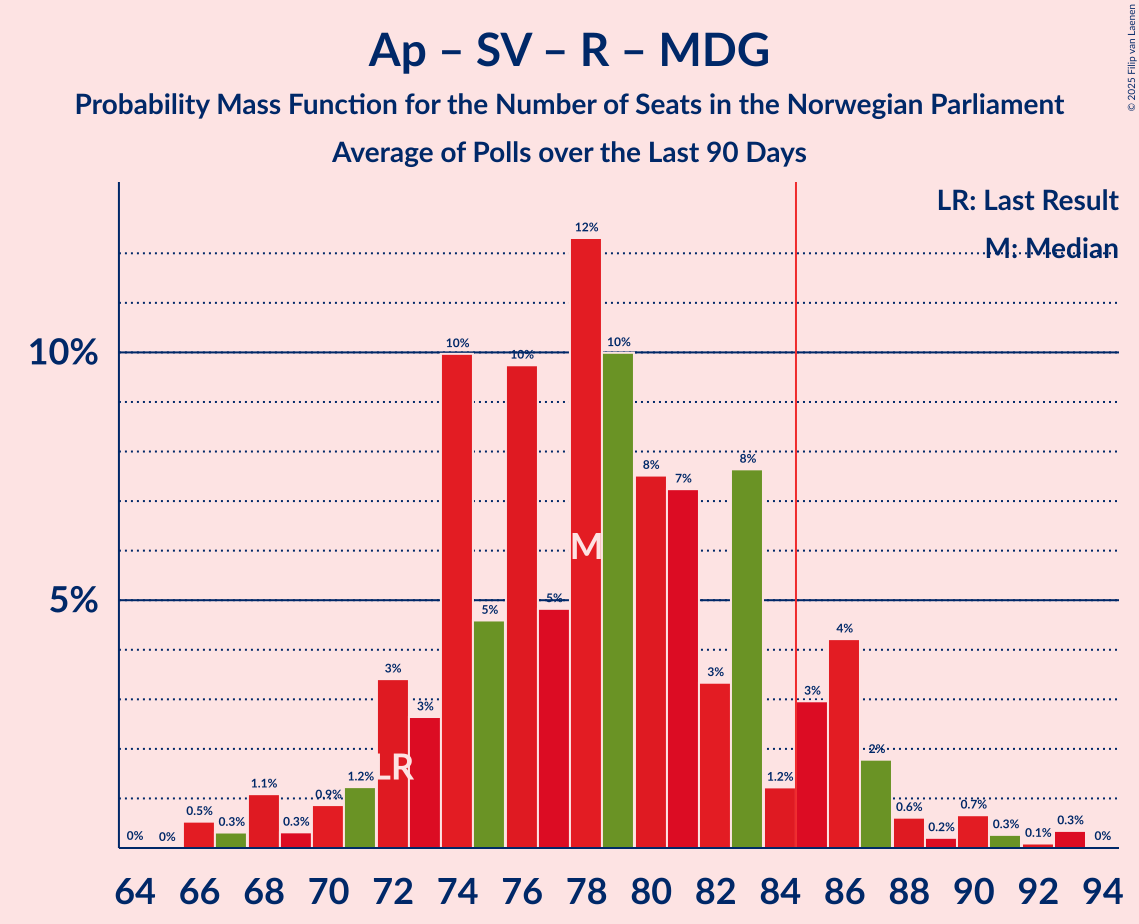 Ap – SV – R – MDG
Probability Mass Function for the Number of Seats in the Norwegian Parliament
Average of Polls over the Last 90 Days
© 2025 Filip van Laenen
LR: Last Result
M: Median
10%
5%
0% 0% 0.5% 0.3% 1.1% 0.3% 0.9% 1.2% 3% 3% 10% 5% 10% 5% 12% 10% 8% 7% 3% 8% 1.2% 3% 4% 2% 0.6% 0.2% 0.7% 0.3% 0.1% 0.3% 0%
LR
M
64 66 68 70 72 74 76 78 80 82 84 86 88 90 92 94